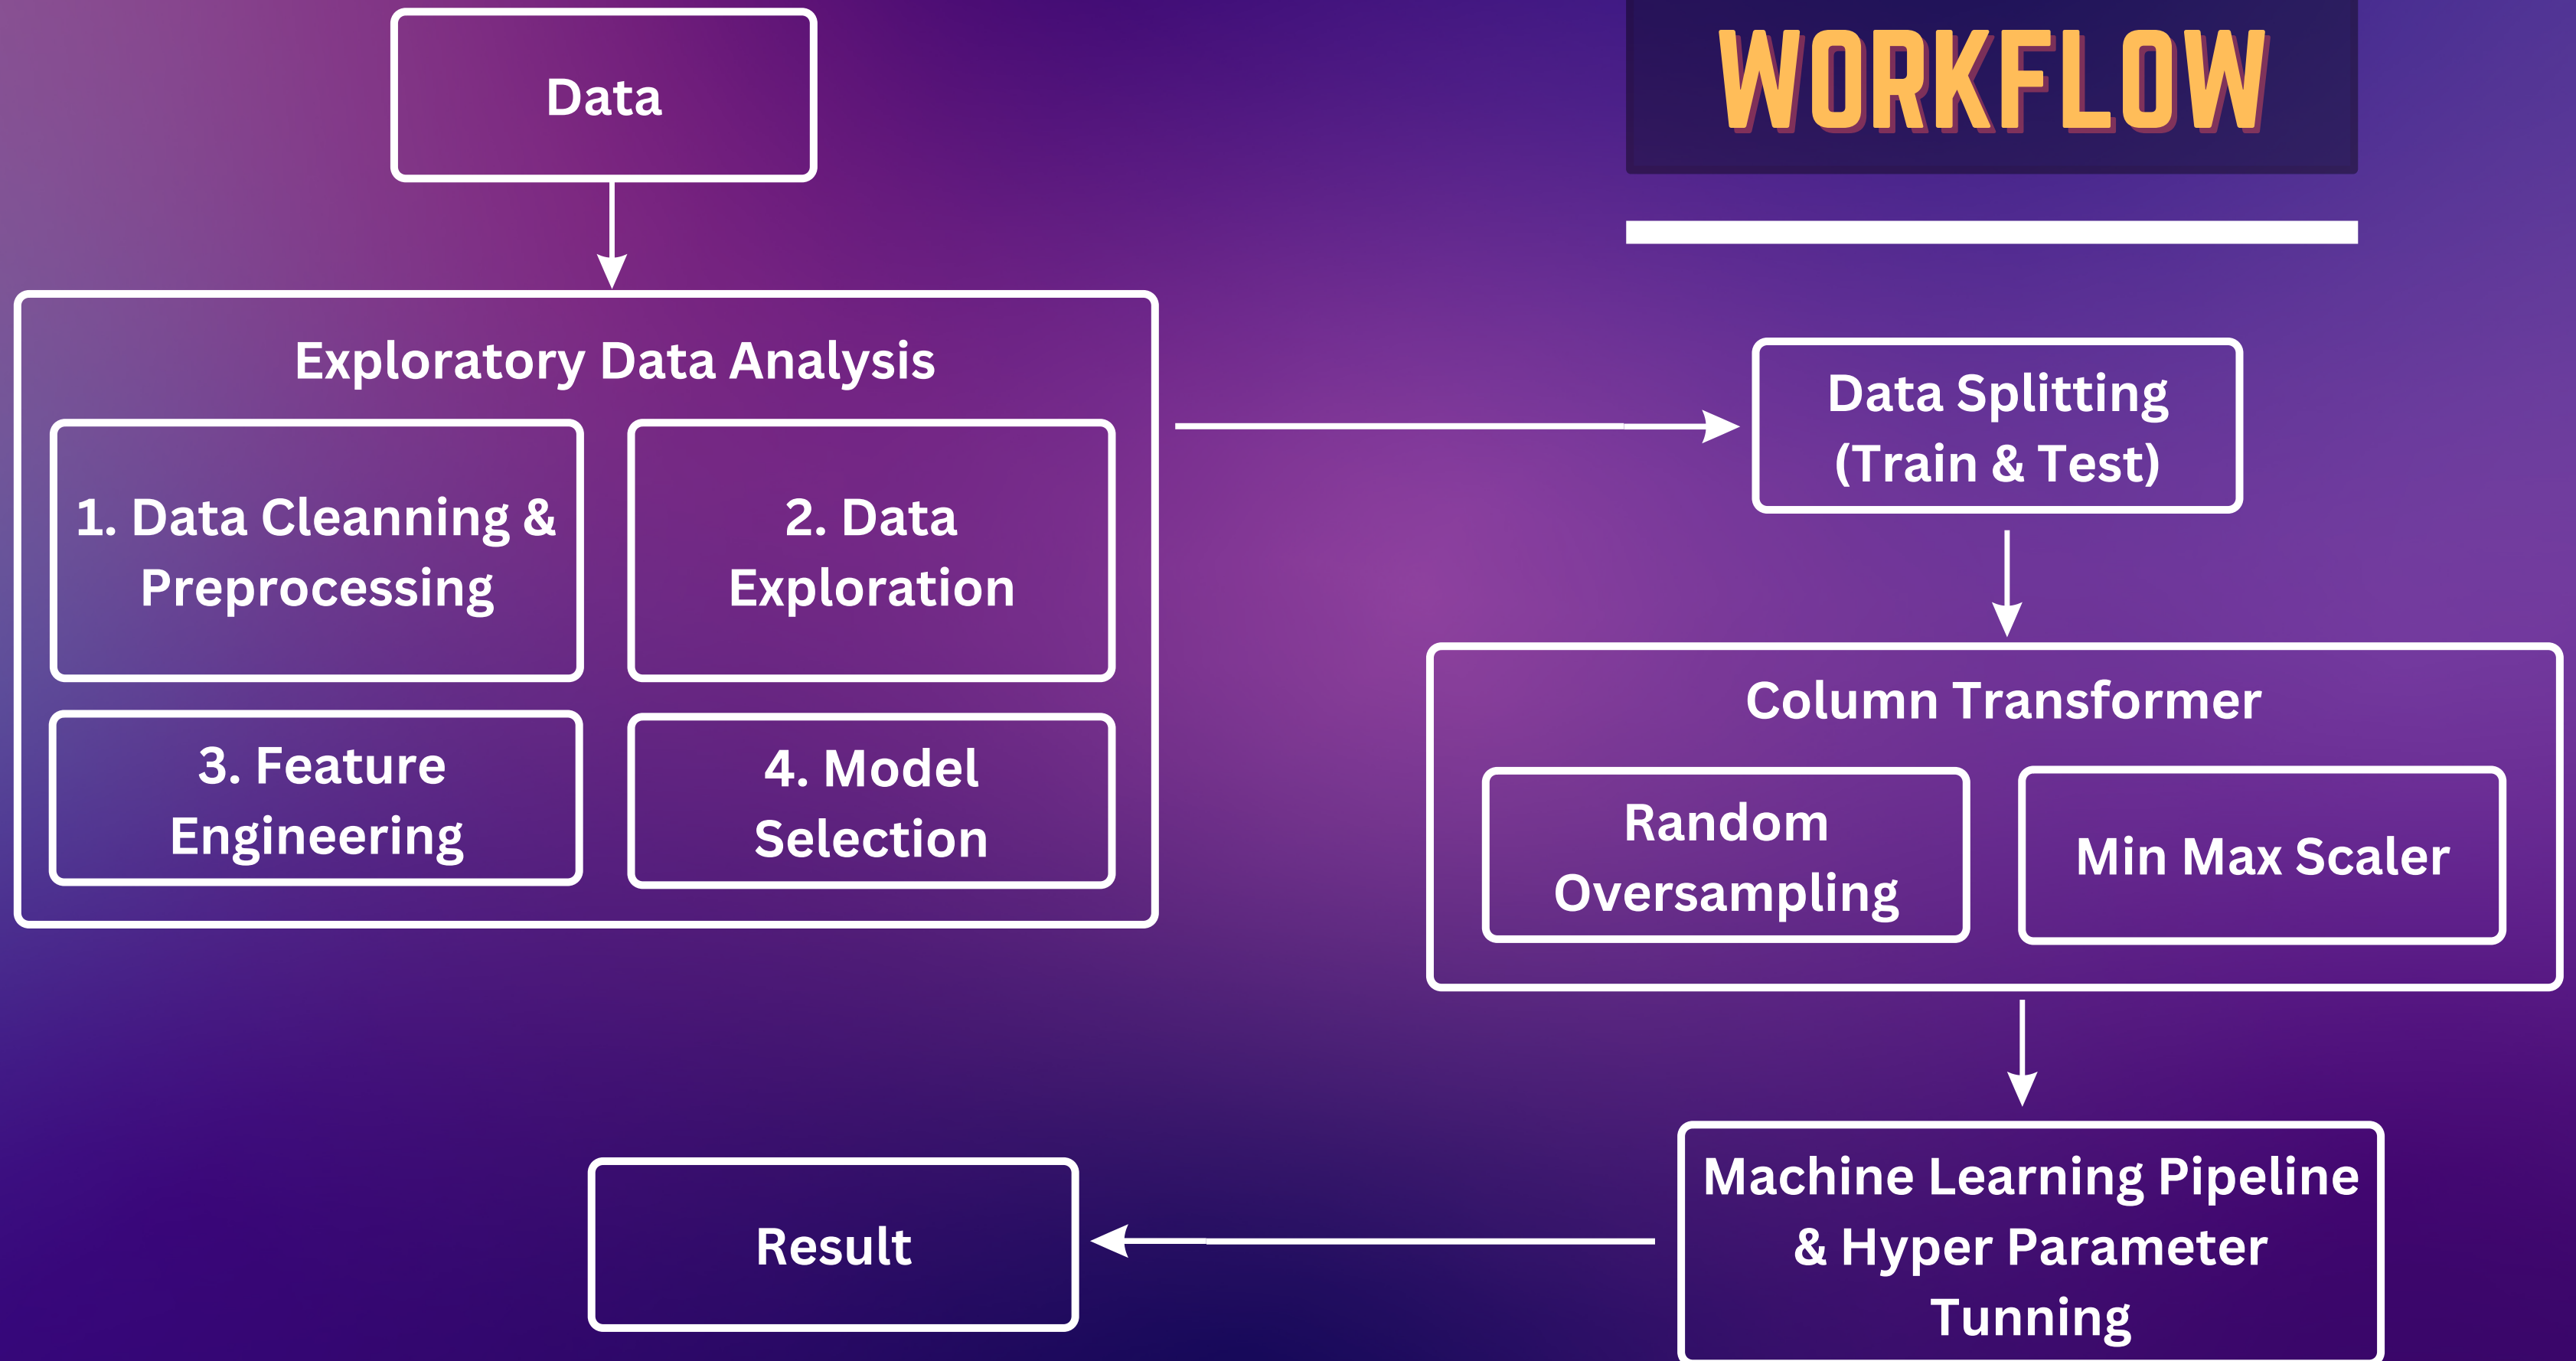 WORKFLOW
Data
Exploratory Data Analysis
1. Data Cleanning &
Preprocessing
2. Data
Exploration
3. Feature
Engineering
4. Model
Selection
Data Splitting
(Train & Test)
Column Transformer
Random
Oversampling
Min Max Scaler
Machine Learning Pipeline
& Hyper Parameter
Tunning
Result